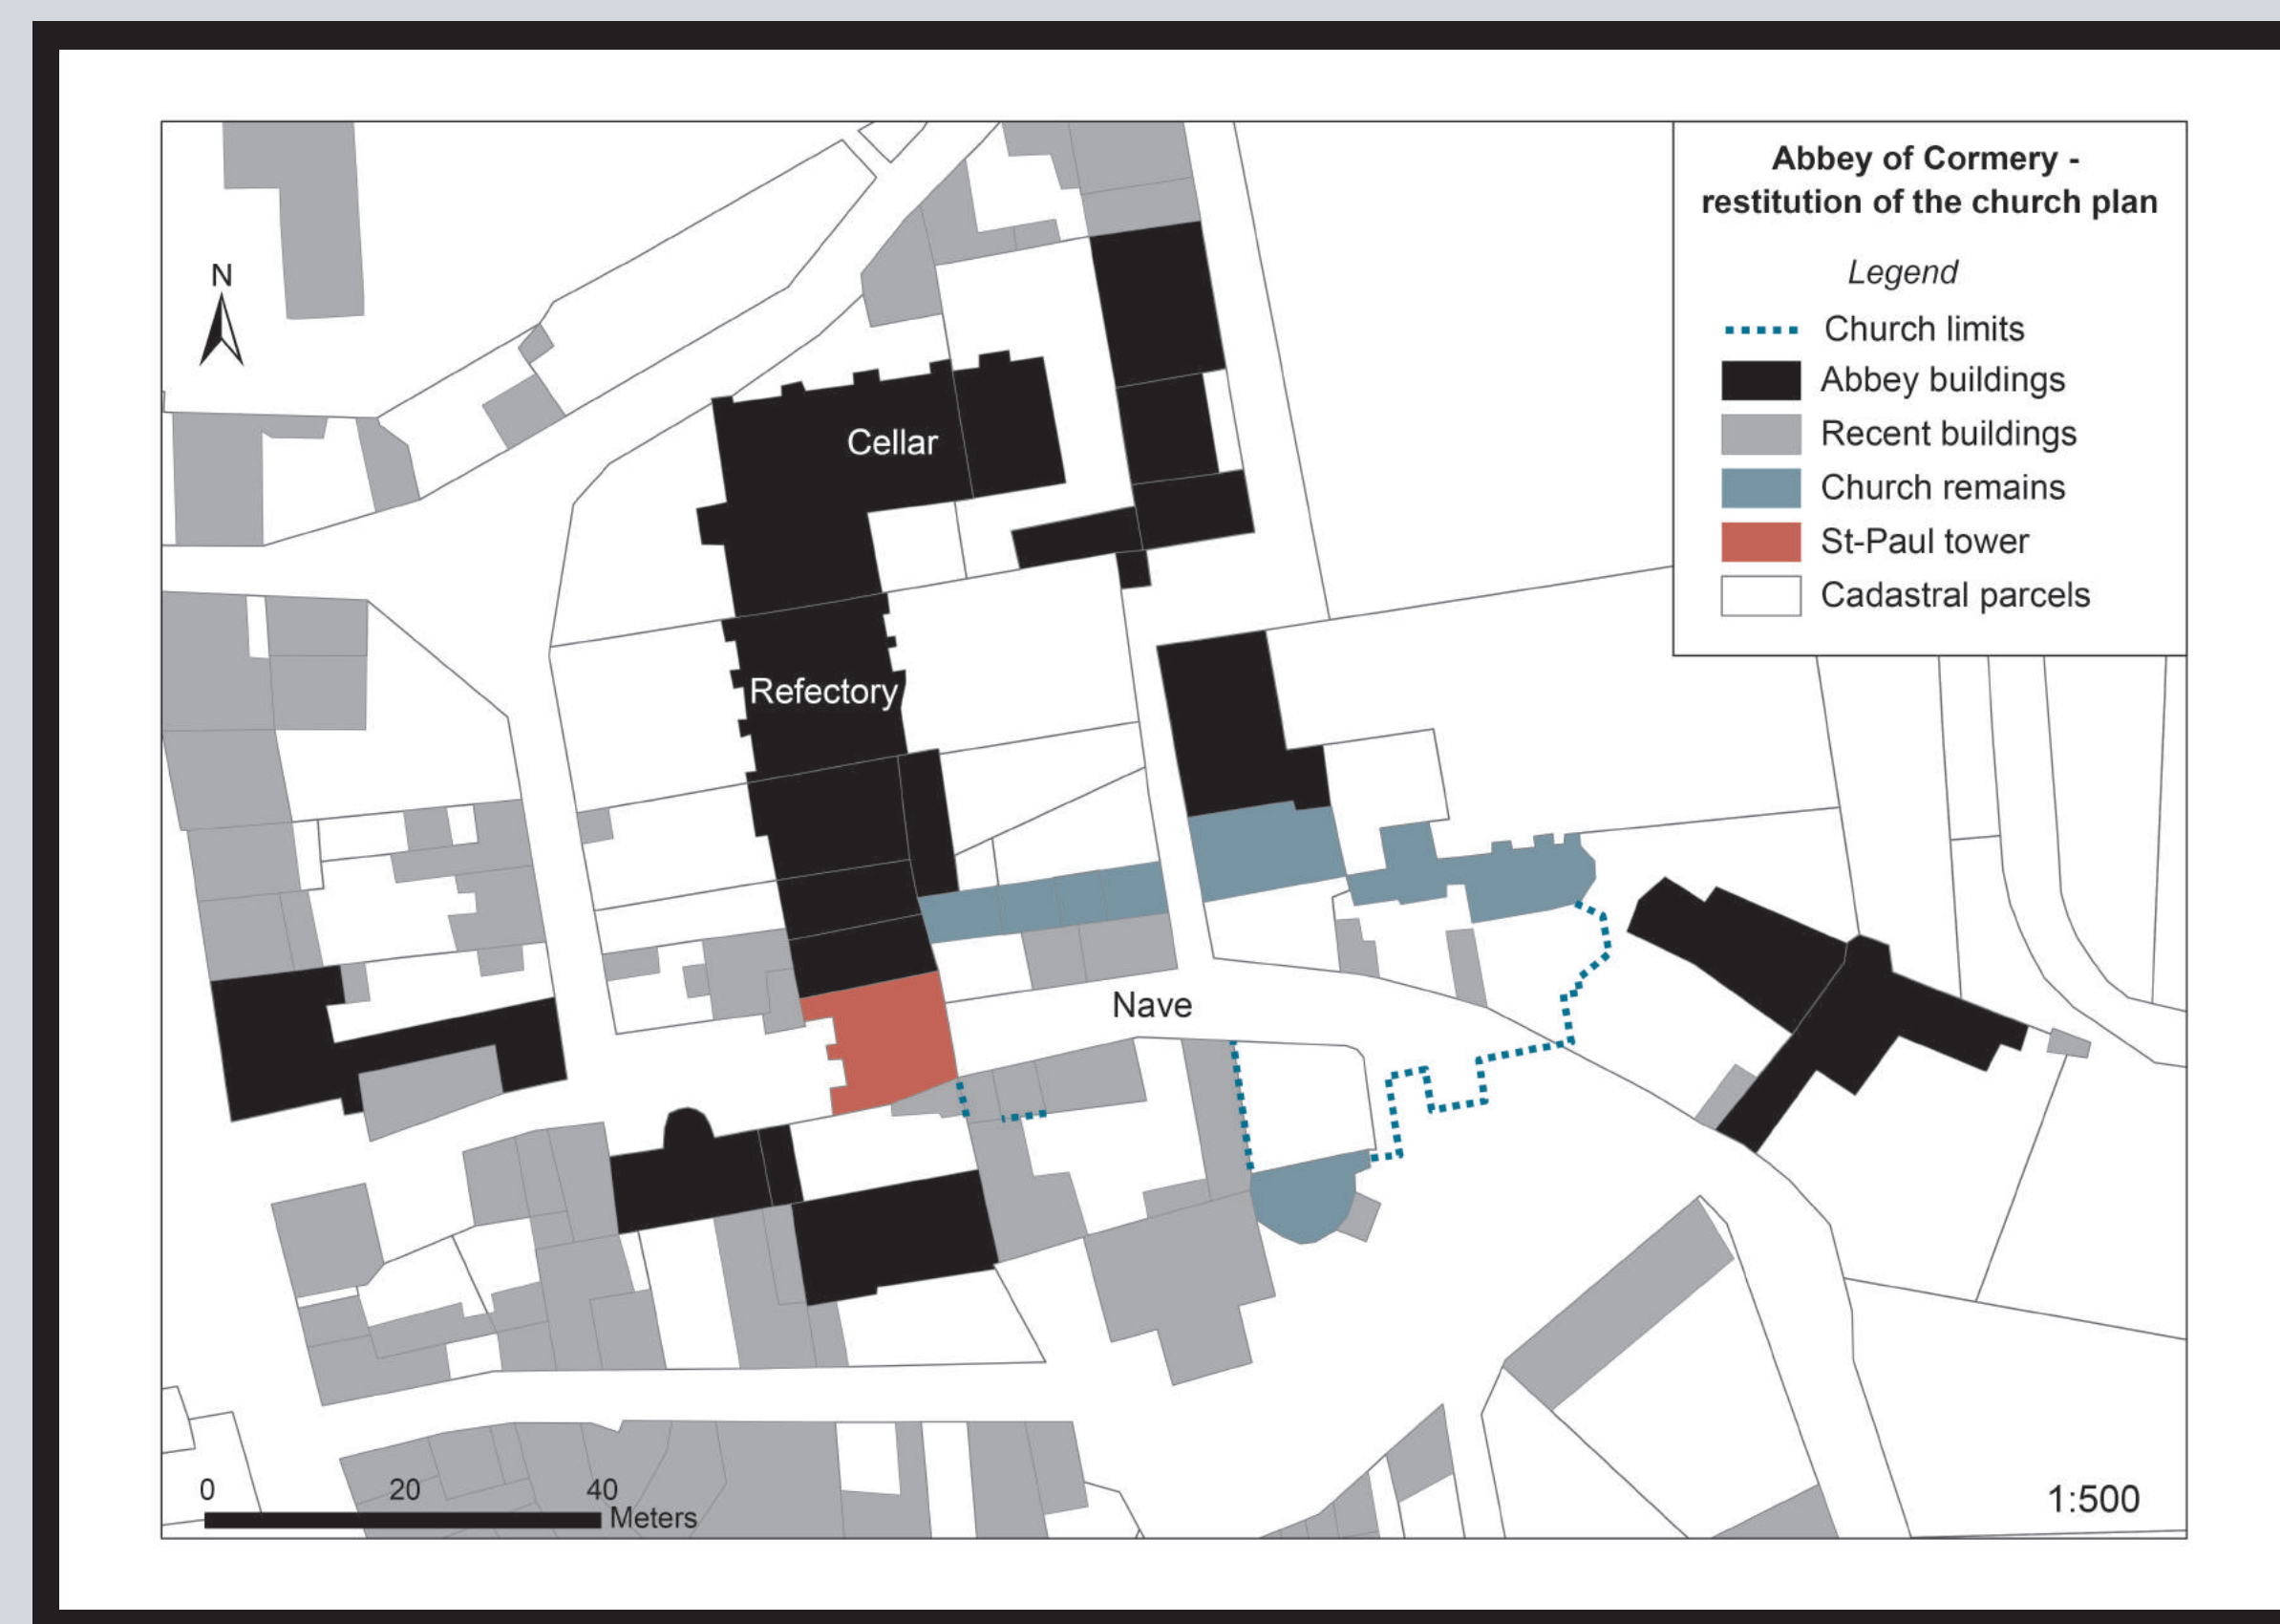 Abbey of Cormery -
restitution of the church plan
Legend
Church limits
Abbey buildings
Recent buildings
Church remains
St-Paul tower
Cadastral parcels
N
Cellar
Refectory
Nave
0 20 40
Meters
1:500